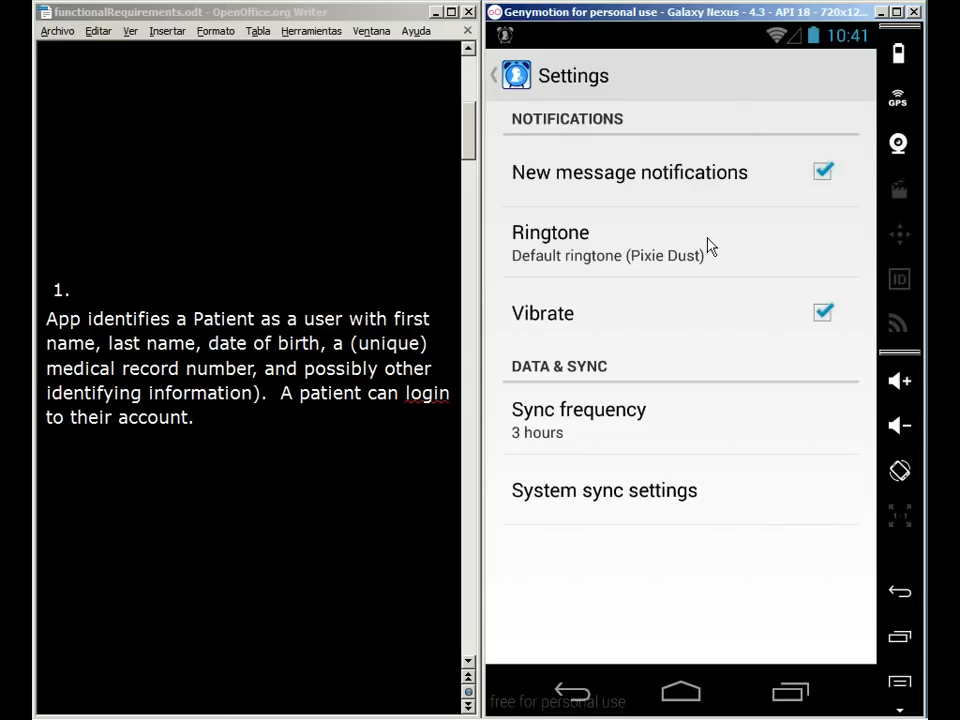 functionalRequirements.odt - OpenOffice.org Writer
Archivo Editar Ver Insertar Formato Tabla Herramientas Ventana Ayuda
1.
App identifies a Patient as a user with first
name, last name, date of birth, a (unique)
medical record number, and possibly other
identifying information).  A patient can login
to their account.
Genymotion for personal use - Galaxy Nexus - 4.3 - API 18 - 720x12...
10:41
Settings
NOTIFICATIONS
New message notifications
Ringtone
Default ringtone (Pixie Dust)
Vibrate
DATA & SYNC
Sync frequency
3 hours
System sync settings
free for personal use
GPS
ID
1:1